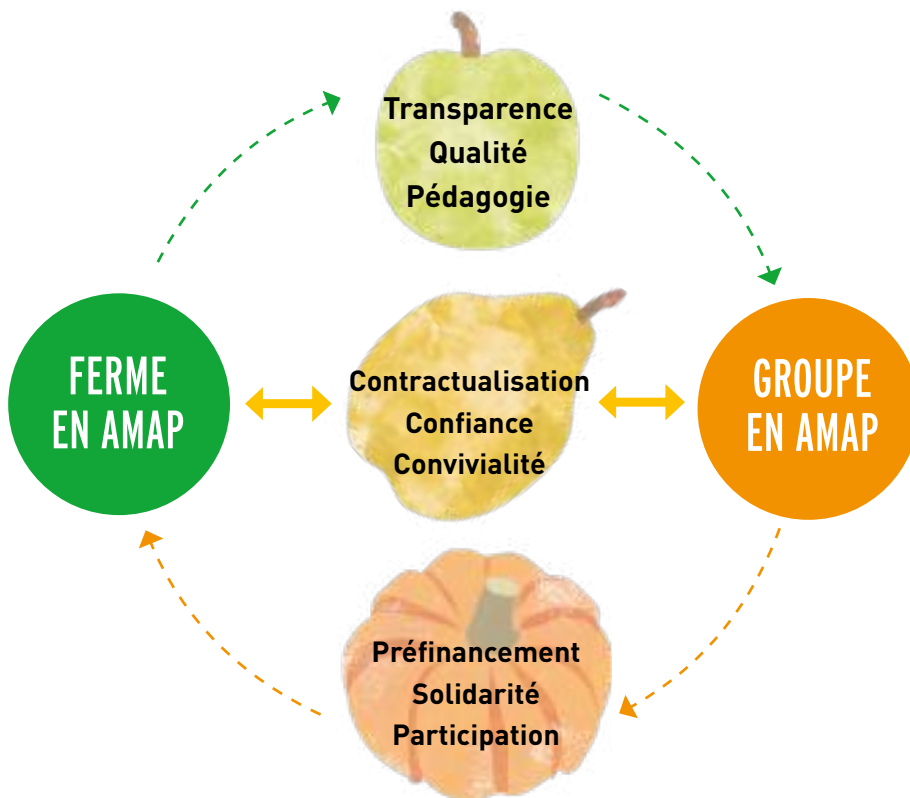 Transparence
Qualité
Pédagogie
FERME
EN AMAP
Contractualisation
Confiance
Convivialité
GROUPE
EN AMAP
Préfinancement
Solidarité
Participation